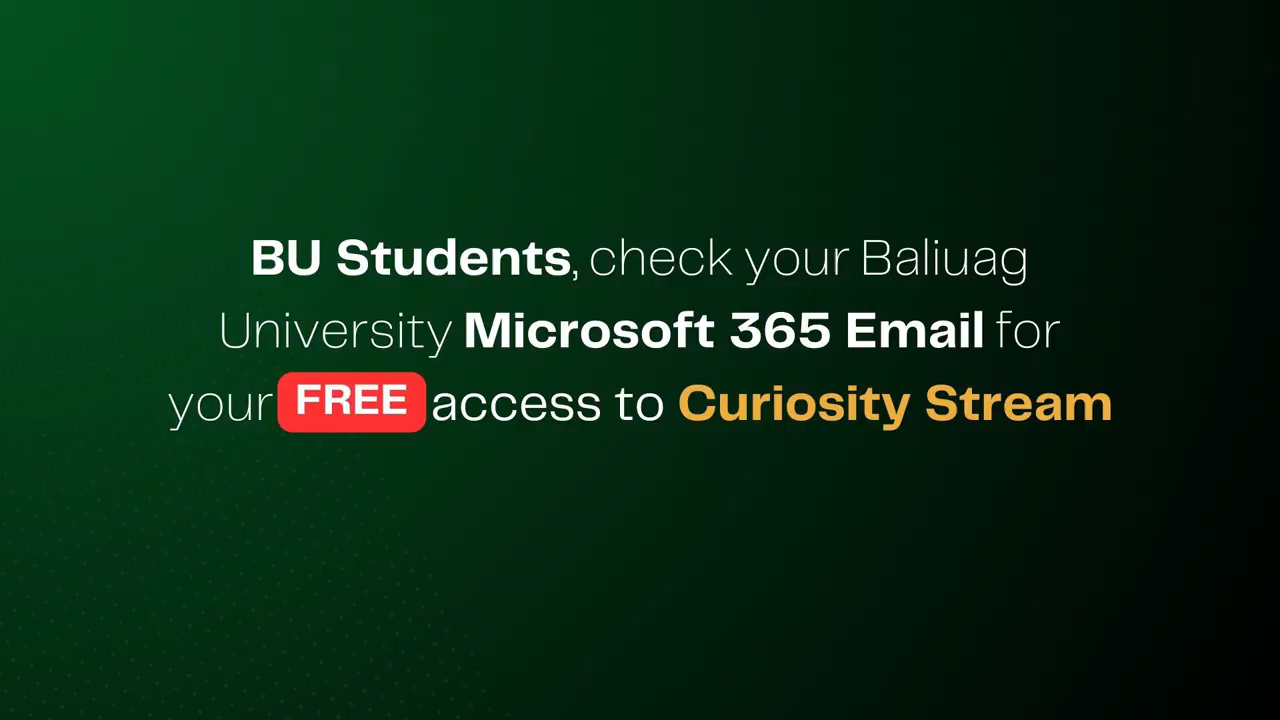 BU Students, check your Baliuag
University Microsoft 365 Email for
your FREE access to Curiosity Stream